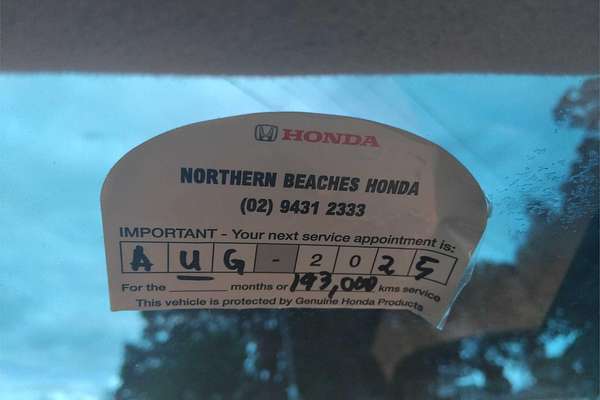 HONDA
NORTHERN BEACHES HONDA
(02) 9431 2333
IMPORTANT - Your next service appointment is:
AUG - 2025
For the ______ months or 193,000 kms service
This vehicle is protected by Genuine Honda Products